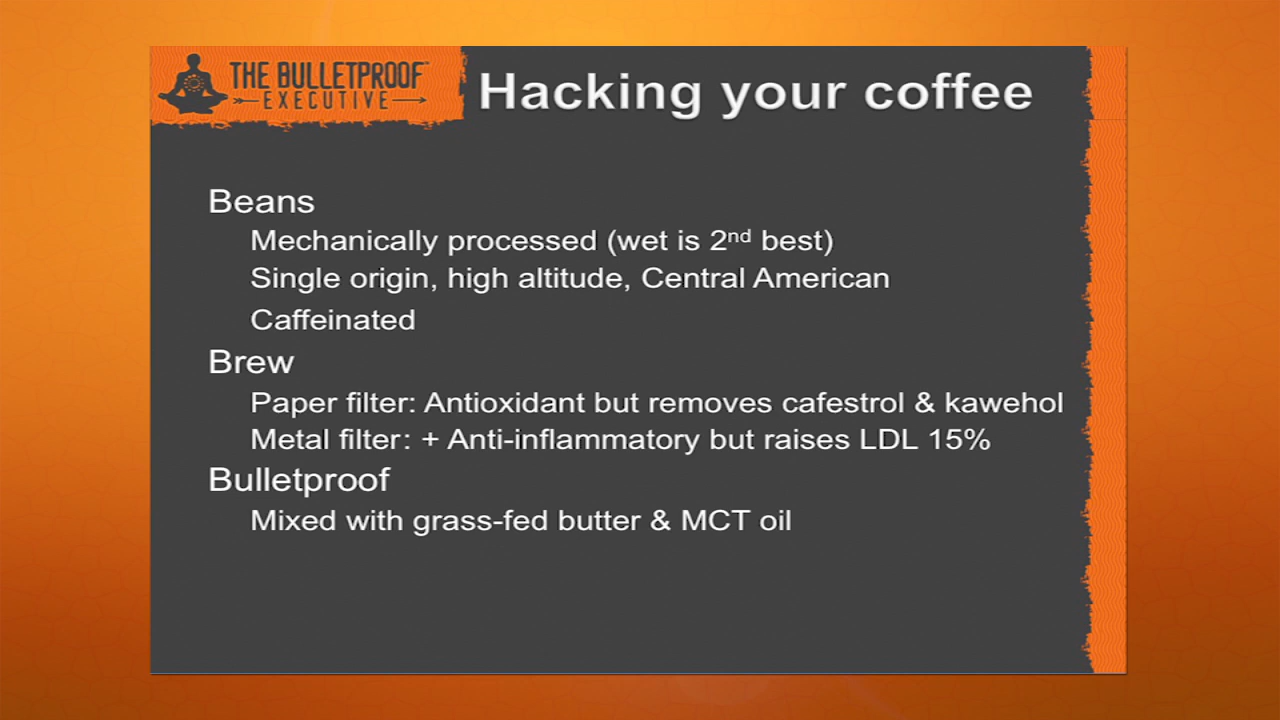 THE BULLETPROOF™
EXECUTIVE
Hacking your coffee
Beans
Mechanically processed (wet is 2nd best)
Single origin, high altitude, Central American
Caffeinated
Brew
Paper filter: Antioxidant but removes cafestrol & kawehol
Metal filter: + Anti-inflammatory but raises LDL 15%
Bulletproof
Mixed with grass-fed butter & MCT oil